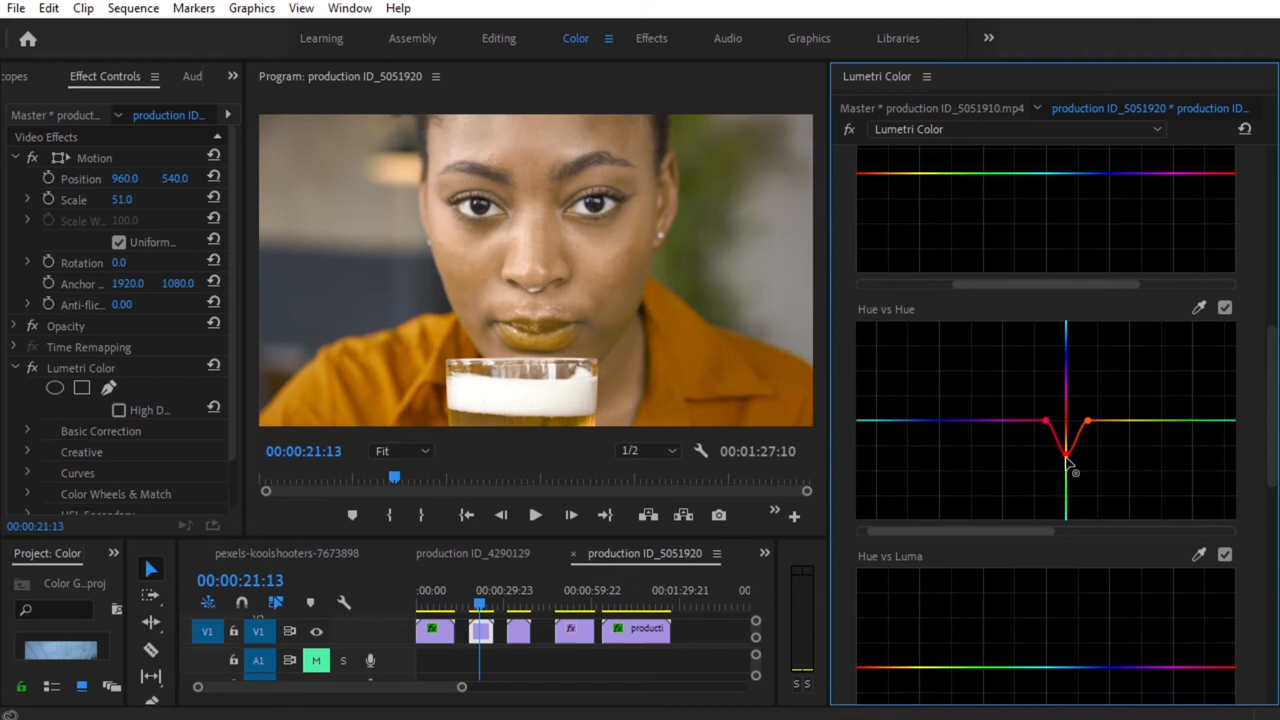 File Edit Clip Sequence Markers Graphics View Window Help
Learning Assembly Editing Color Effects Audio Graphics Libraries
copes Effect Controls Aud
Program: production ID_5051920
Lumetri Color
Master * product... production ID...
Master * production ID_5051910.mp4 production ID_5051920 * production ID...
fx Lumetri Color
Video Effects
fx Motion
Position 960.0 540.0
Scale 51.0
Scale W... 100.0
Uniform...
Rotation 0.0
Anchor ... 1920.0 1080.0
Anti-flic... 0.00
fx Opacity
fx Time Remapping
fx Lumetri Color
High D...
Basic Correction
Creative
Curves
Color Wheels & Match
00:00:21:13
00:00:21:13 Fit 1/2 00:01:27:10
Hue vs Hue
Hue vs Luma
Project: Color
Color G...proj
pexels-koolshooters-7673898 production ID_4290129 × production ID_5051920
00:00:21:13
:00:00 00:00:29:23 00:00:59:22 00:01:29:21 00
V1 V1 fx fx fx producti
A1 M S
S S